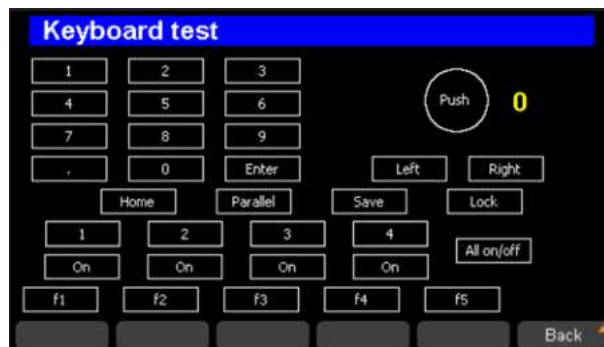 Keyboard test
1 2 3
4 5 6
Push 0
7 8 9
. 0 Enter Left Right
Home Parallel Save Lock
1 2 3 4
All on/off
On On On On
f1 f2 f3 f4 f5
Back